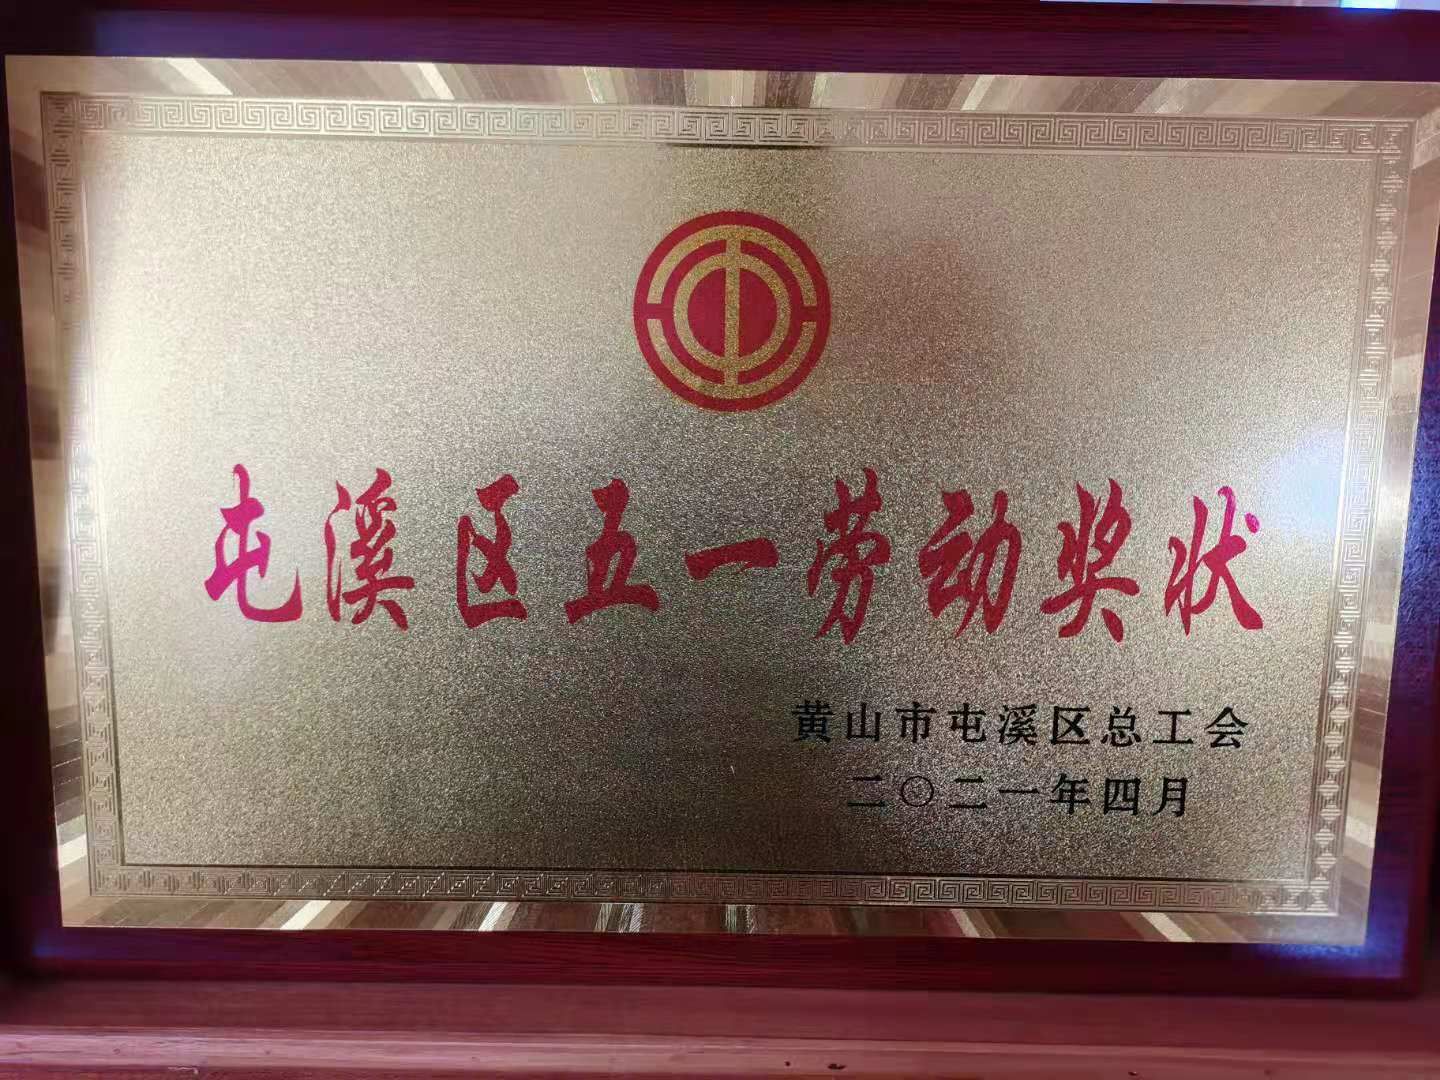 屯溪区五一劳动奖状
黄山市屯溪区总工会
二〇二一年四月